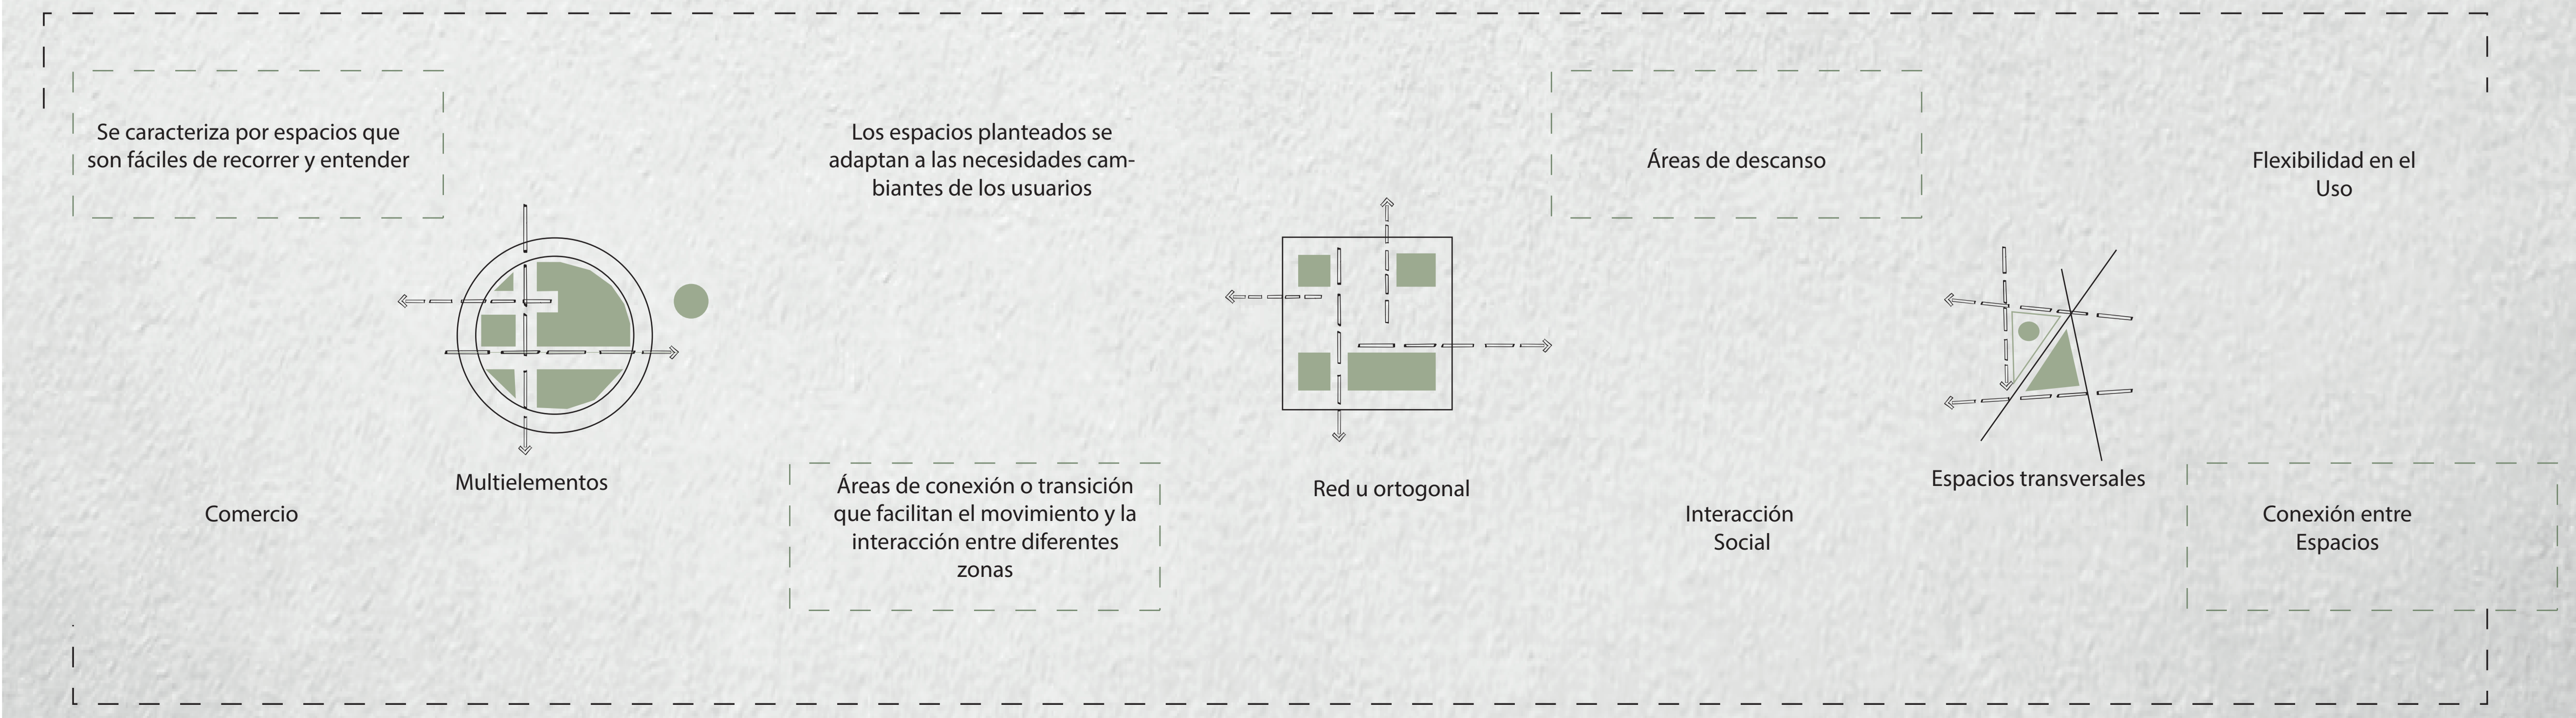 Se caracteriza por espacios que
son fáciles de recorrer y entender
Los espacios planteados se
adaptan a las necesidades cam-
biantes de los usuarios
Áreas de descanso
Flexibilidad en el
Uso
Comercio
Multielementos
Áreas de conexión o transición
que facilitan el movimiento y la
interacción entre diferentes
zonas
Red u ortogonal
Interacción
Social
Espacios transversales
Conexión entre
Espacios